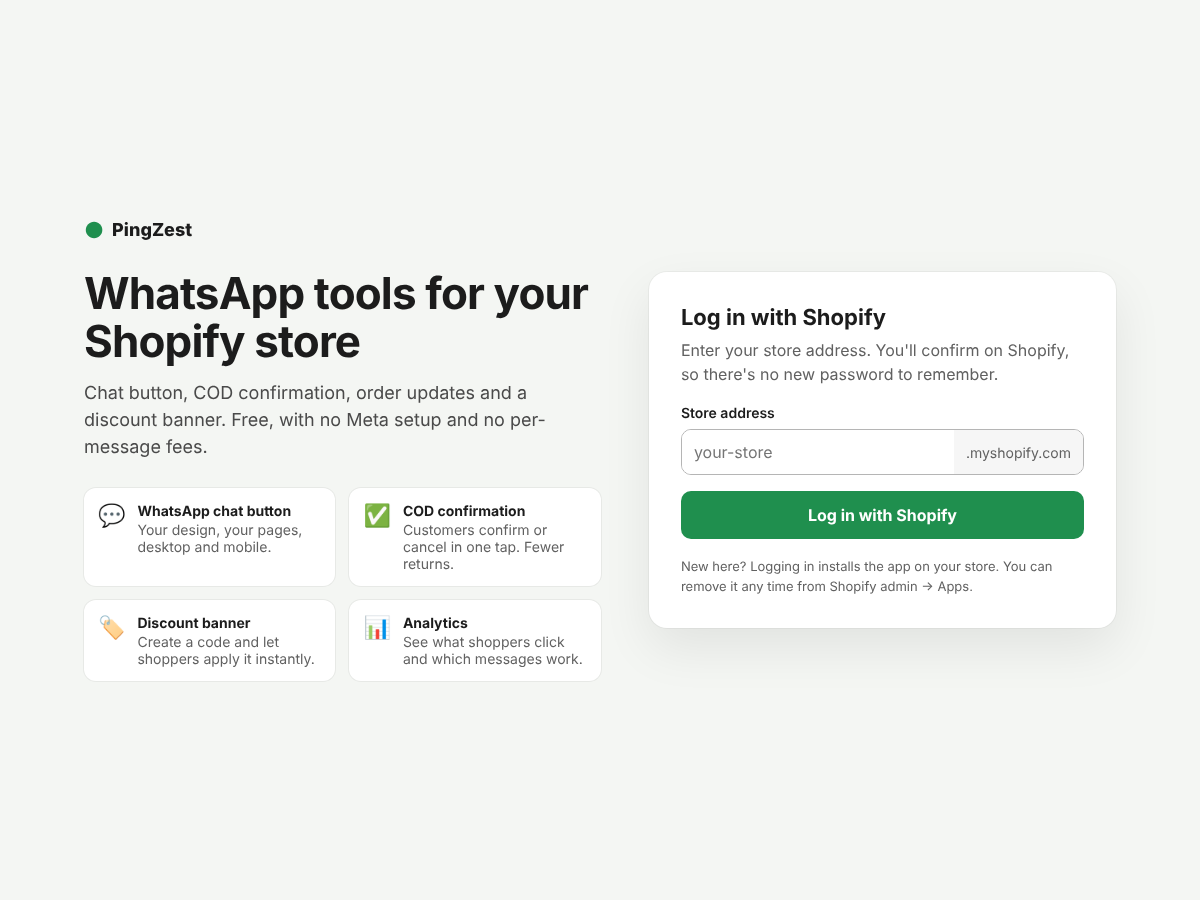 PingZest
WhatsApp tools for your
Shopify store
Chat button, COD confirmation, order updates and a
discount banner. Free, with no Meta setup and no per-
message fees.
WhatsApp chat button
Your design, your pages,
desktop and mobile.
COD confirmation
Customers confirm or
cancel in one tap. Fewer
returns.
Discount banner
Create a code and let
shoppers apply it instantly.
Analytics
See what shoppers click
and which messages work.
Log in with Shopify
Enter your store address. You'll confirm on Shopify,
so there's no new password to remember.
Store address
your-store
.myshopify.com
Log in with Shopify
New here? Logging in installs the app on your store. You can
remove it any time from Shopify admin → Apps.